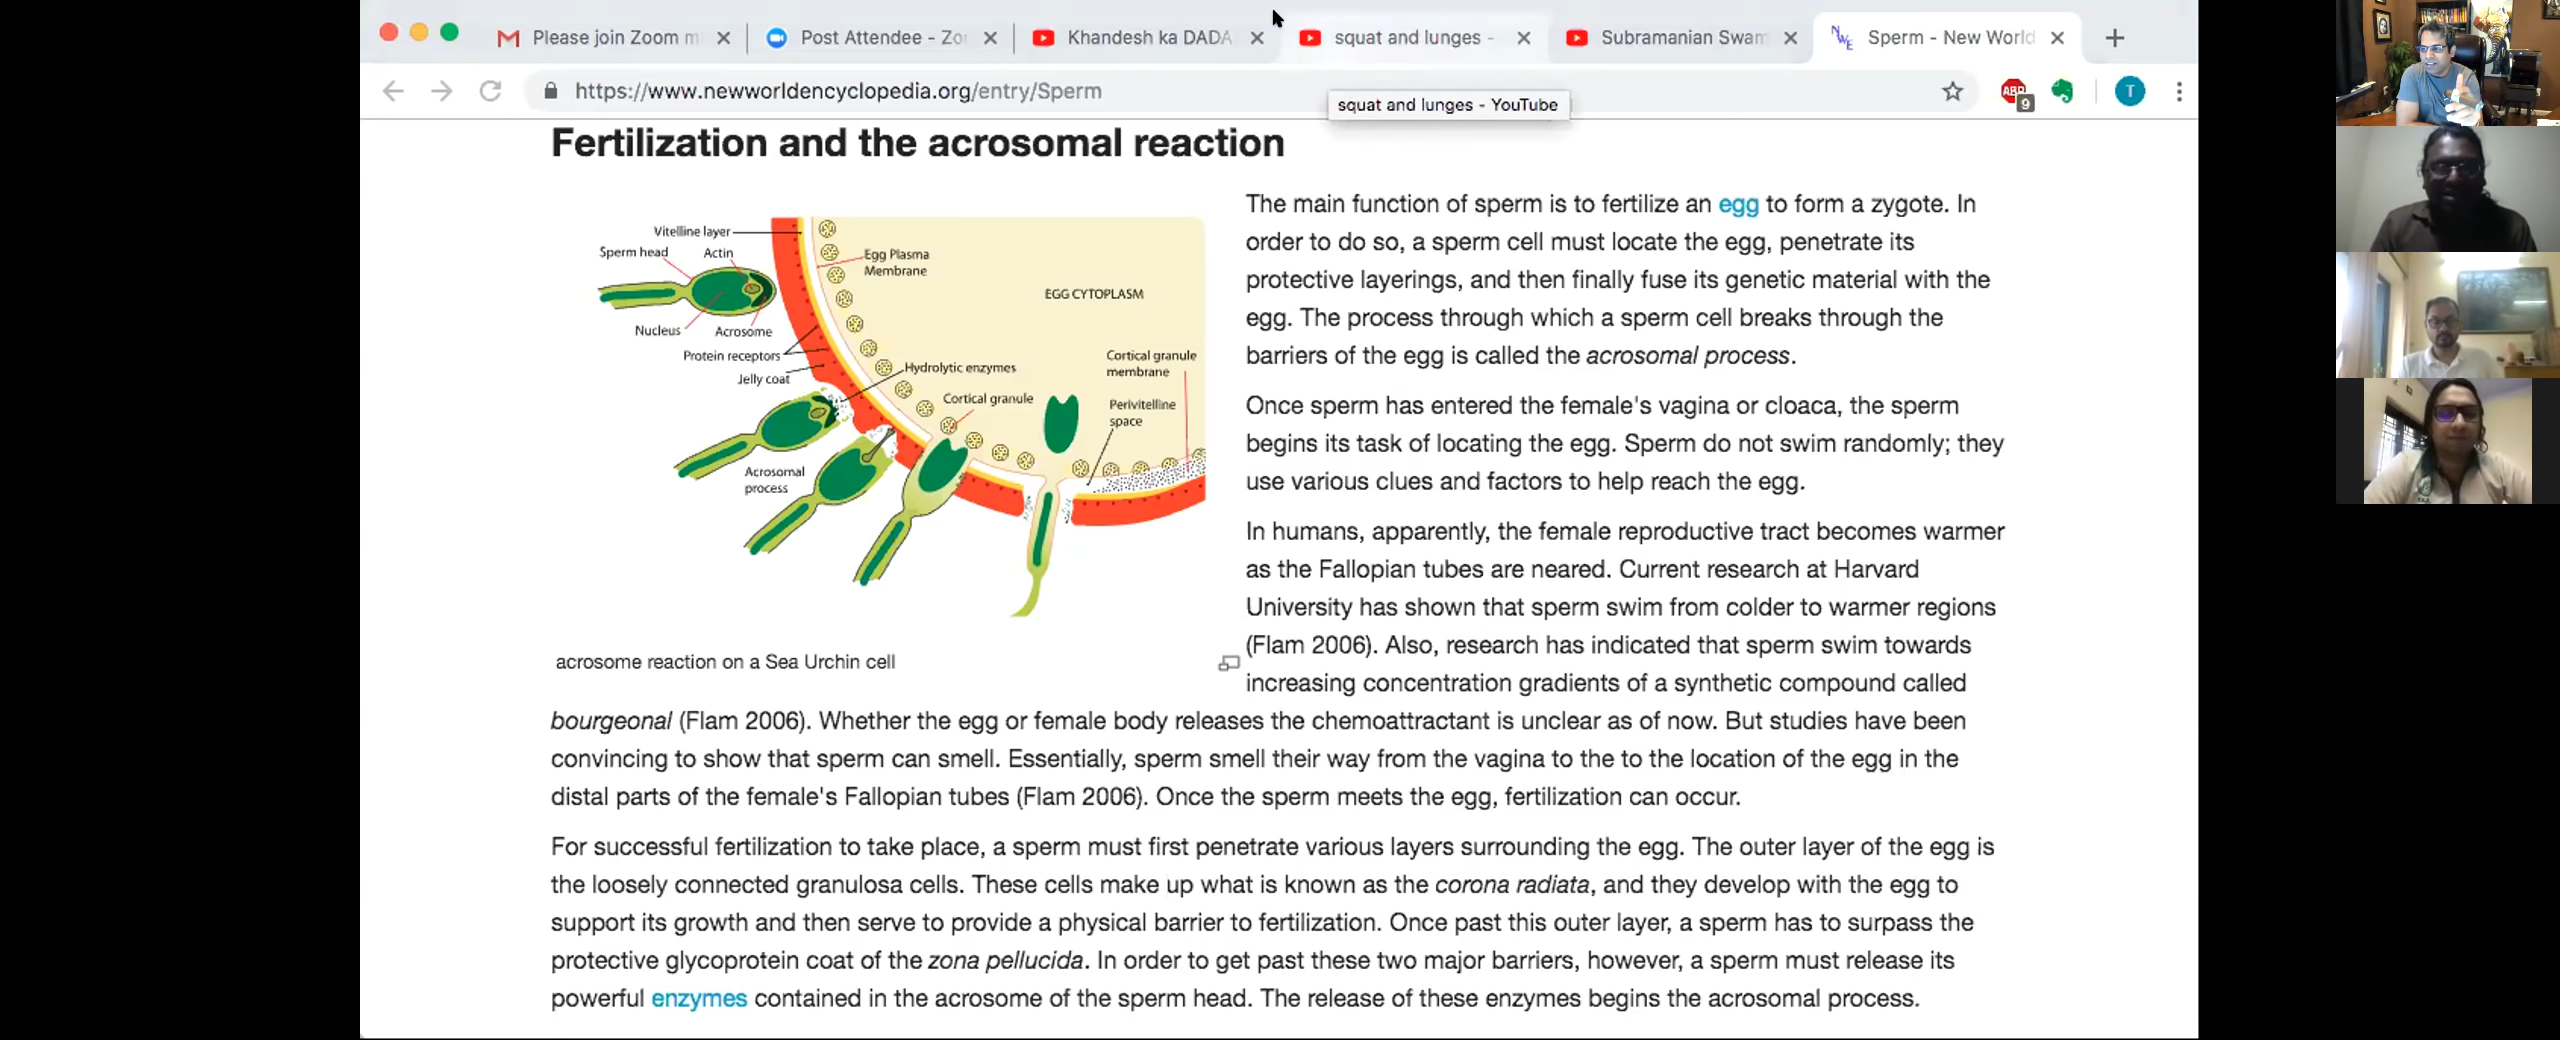 Please join Zoom m
Post Attendee - Zo
Khandesh ka DADA
squat and lunges -
Subramanian Swam
Sperm - New World
https://www.newworldencyclopedia.org/entry/Sperm
ABP
9
T
squat and lunges - YouTube
Fertilization and the acrosomal reaction
Vitelline layer
Sperm head
Actin
Egg Plasma
Membrane
EGG CYTOPLASM
Nucleus
Acrosome
Protein receptors
Jelly coat
Hydrolytic enzymes
Cortical granule
Cortical granule
membrane
Perivitelline
space
Acrosomal
process
acrosome reaction on a Sea Urchin cell
The main function of sperm is to fertilize an egg to form a zygote. In
order to do so, a sperm cell must locate the egg, penetrate its
protective layerings, and then finally fuse its genetic material with the
egg. The process through which a sperm cell breaks through the
barriers of the egg is called the acrosomal process.
Once sperm has entered the female's vagina or cloaca, the sperm
begins its task of locating the egg. Sperm do not swim randomly; they
use various clues and factors to help reach the egg.
In humans, apparently, the female reproductive tract becomes warmer
as the Fallopian tubes are neared. Current research at Harvard
University has shown that sperm swim from colder to warmer regions
(Flam 2006). Also, research has indicated that sperm swim towards
increasing concentration gradients of a synthetic compound called
bourgeonal (Flam 2006). Whether the egg or female body releases the chemoattractant is unclear as of now. But studies have been
convincing to show that sperm can smell. Essentially, sperm smell their way from the vagina to the to the location of the egg in the
distal parts of the female's Fallopian tubes (Flam 2006). Once the sperm meets the egg, fertilization can occur.
For successful fertilization to take place, a sperm must first penetrate various layers surrounding the egg. The outer layer of the egg is
the loosely connected granulosa cells. These cells make up what is known as the corona radiata, and they develop with the egg to
support its growth and then serve to provide a physical barrier to fertilization. Once past this outer layer, a sperm has to surpass the
protective glycoprotein coat of the zona pellucida. In order to get past these two major barriers, however, a sperm must release its
powerful enzymes contained in the acrosome of the sperm head. The release of these enzymes begins the acrosomal process.